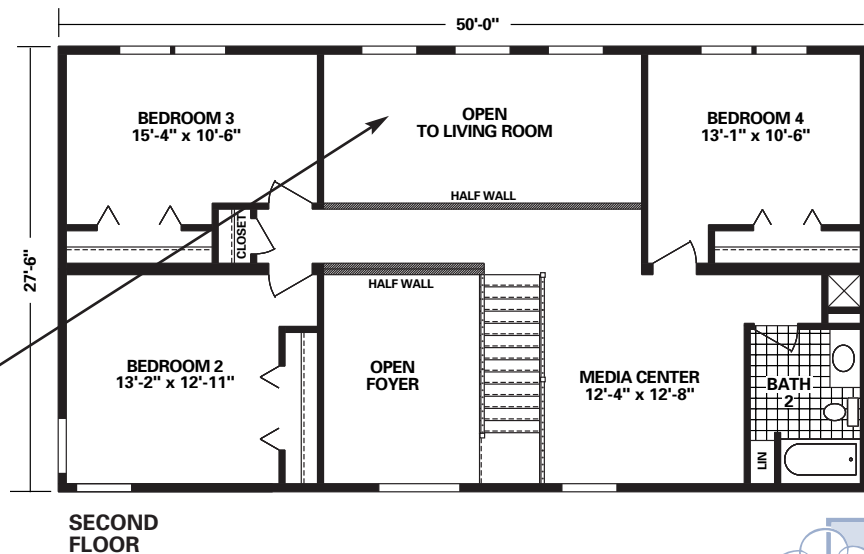 50'-0"
BEDROOM 3
15'-4" x 10'-6"
OPEN
TO LIVING ROOM
BEDROOM 4
13'-1" x 10'-6"
HALF WALL
CLOSET
27'-6"
HALF WALL
BEDROOM 2
13'-2" x 12'-11"
OPEN
FOYER
MEDIA CENTER
12'-4" x 12'-8"
BATH
2
LIN
SECOND
FLOOR